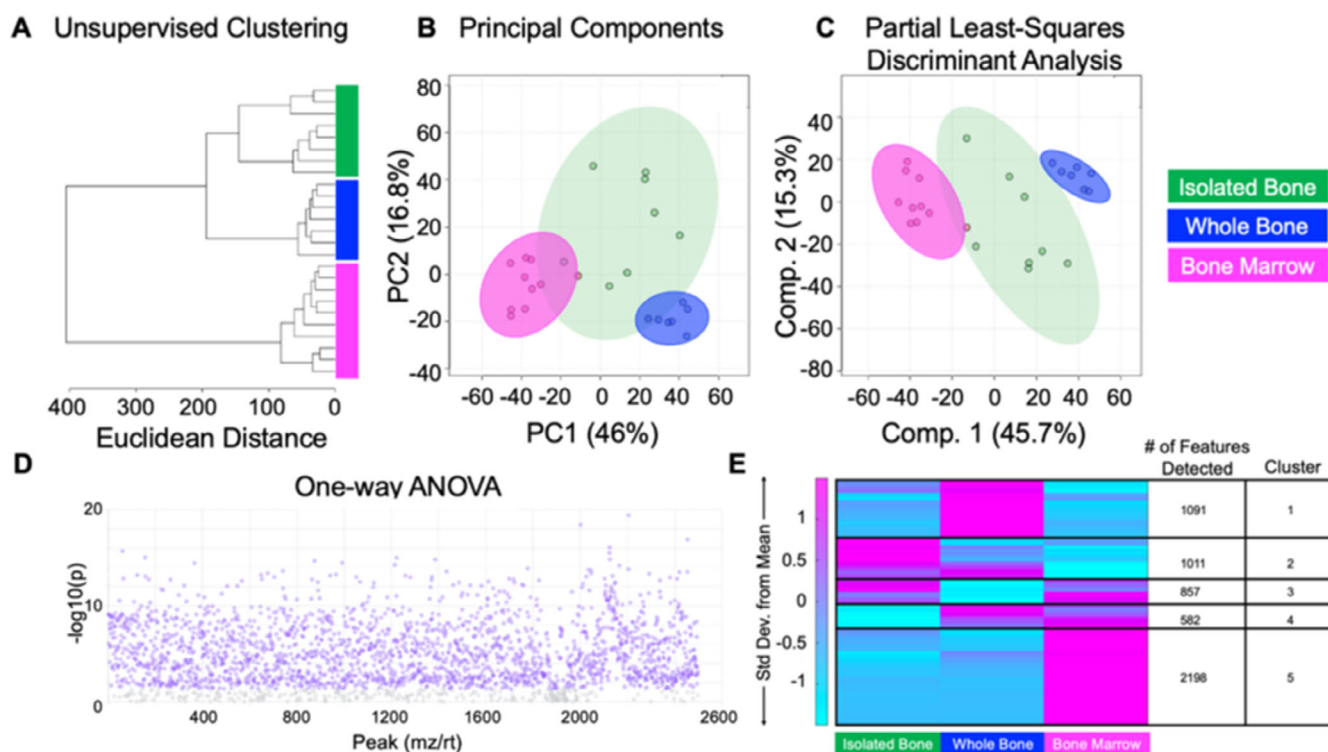 A Unsupervised Clustering
400 300 200 100 0
Euclidean Distance
B Principal Components
PC2 (16.8%)
80
60
40
20
0
-20
-40
-60 -40 -20 0 20 40 60
PC1 (46%)
C Partial Least-Squares
Discriminant Analysis
Comp. 2 (15.3%)
40
20
0
-20
-40
-60
-80
-60 -40 -20 0 20 40 60
Comp. 1 (45.7%)
Isolated Bone
Whole Bone
Bone Marrow
D
One-way ANOVA
-log10(p)
20
10
0
400 800 1200 1600 2000 2600
Peak (mz/rt)
E
# of Features
Detected Cluster
Std Dev. from Mean
1
0.5
0
-0.5
-1
1091 1
1011 2
857 3
582 4
2198 5
Isolated Bone Whole Bone Bone Marrow